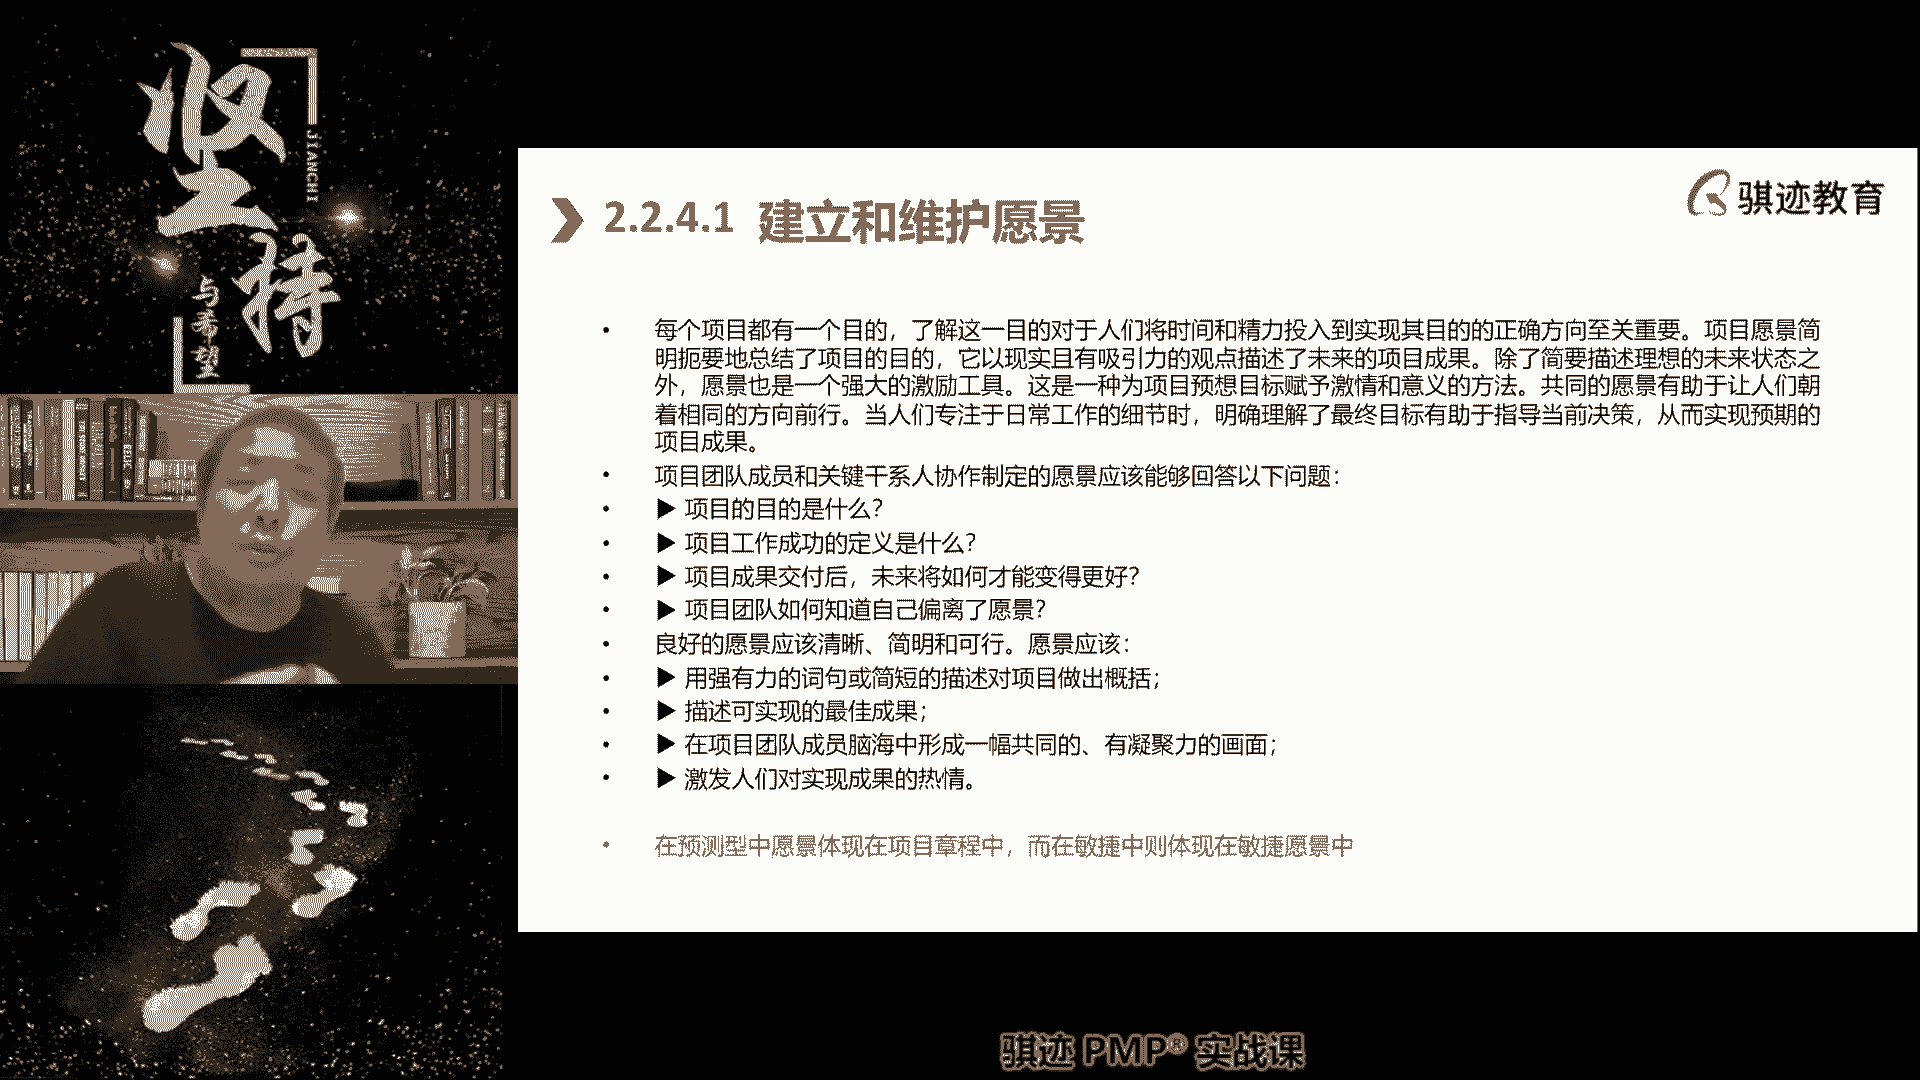 坚持
JIANCHI
与希望
骐迹教育
2.2.4.1 建立和维护愿景
• 每个项目都有一个目的，了解这一目的对于人们将时间和精力投入到实现其目的的正确方向至关重要。项目愿景简
明扼要地总结了项目的目的，它以现实且有吸引力的观点描述了未来的项目成果。除了简要描述理想的未来状态之
外，愿景也是一个强大的激励工具。这是一种为项目预想目标赋予激情和意义的方法。共同的愿景有助于让人们朝
着相同的方向前行。当人们专注于日常工作的细节时，明确理解了最终目标有助于指导当前决策，从而实现预期的
项目成果。
• 项目团队成员和关键干系人协作制定的愿景应该能够回答以下问题：
• ▶ 项目的目的是什么？
• ▶ 项目工作成功的定义是什么？
• ▶ 项目成果交付后，未来将如何才能变得更好？
• ▶ 项目团队如何知道自己偏离了愿景？
• 良好的愿景应该清晰、简明和可行。愿景应该：
• ▶ 用强有力的词句或简短的描述对项目做出概括；
• ▶ 描述可实现的最佳成果；
• ▶ 在项目团队成员脑海中形成一幅共同的、有凝聚力的画面；
• ▶ 激发人们对实现成果的热情。
• 在预测型中愿景体现在项目章程中，而在敏捷中则体现在敏捷愿景中
骐迹 PMP® 实战课